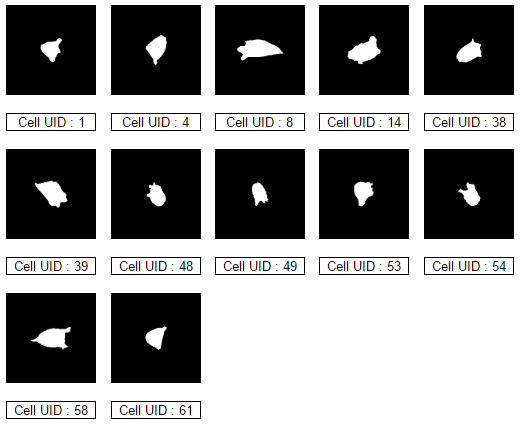 Cell UID : 1
Cell UID : 4
Cell UID : 8
Cell UID : 14
Cell UID : 38
Cell UID : 39
Cell UID : 48
Cell UID : 49
Cell UID : 53
Cell UID : 54
Cell UID : 58
Cell UID : 61